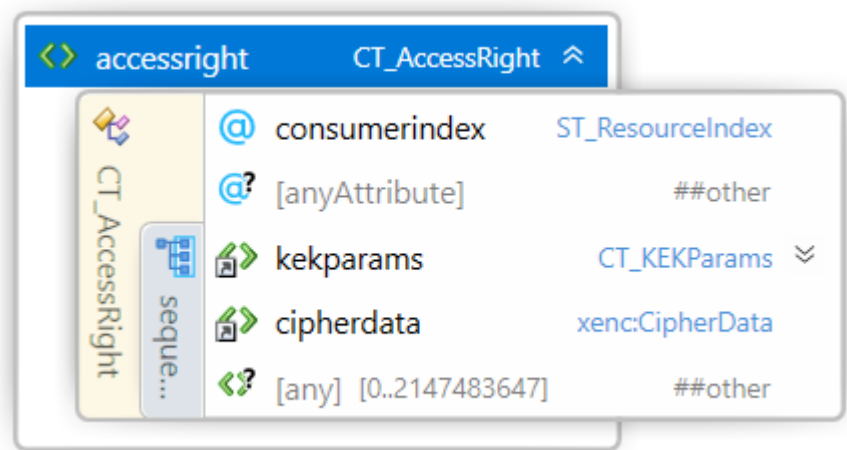 accessright CT_AccessRight
CT_AccessRight
seque...
consumerindex ST_ResourceIndex
[anyAttribute] ##other
kekparams CT_KEKParams
cipherdata xenc:CipherData
[any] [0..2147483647] ##other